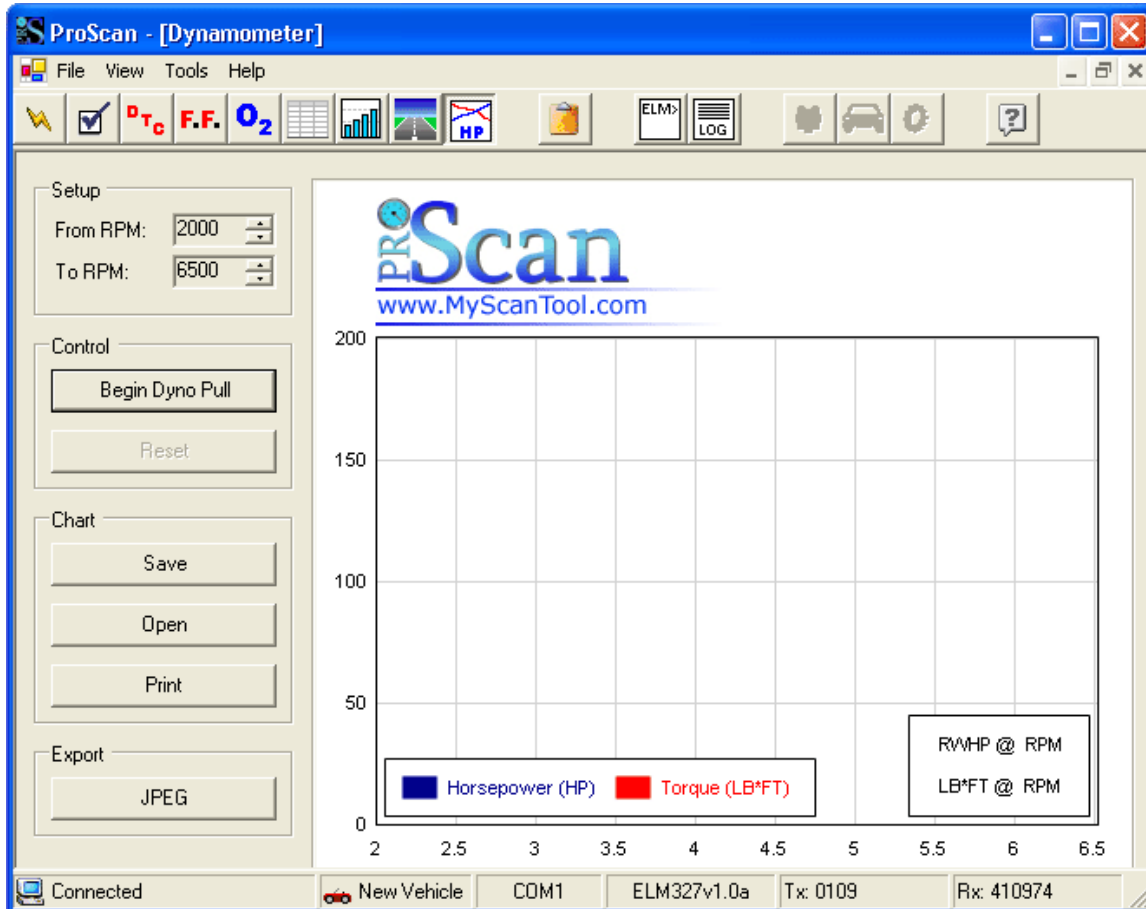 ProScan - [Dynamometer]
File View Tools Help
DTC F.F. O2 HP ELM> LOG ?
Setup
From RPM: 2000
To RPM: 6500
Control
Begin Dyno Pull
Reset
Chart
Save
Open
Print
Export
JPEG
PRO Scan
www.MyScanTool.com
200
150
100
50
0
RWHP @ RPM
LB*FT @ RPM
Horsepower (HP) Torque (LB*FT)
2 2.5 3 3.5 4 4.5 5 5.5 6 6.5
Connected New Vehicle COM1 ELM327v1.0a Tx: 0109 Rx: 410974